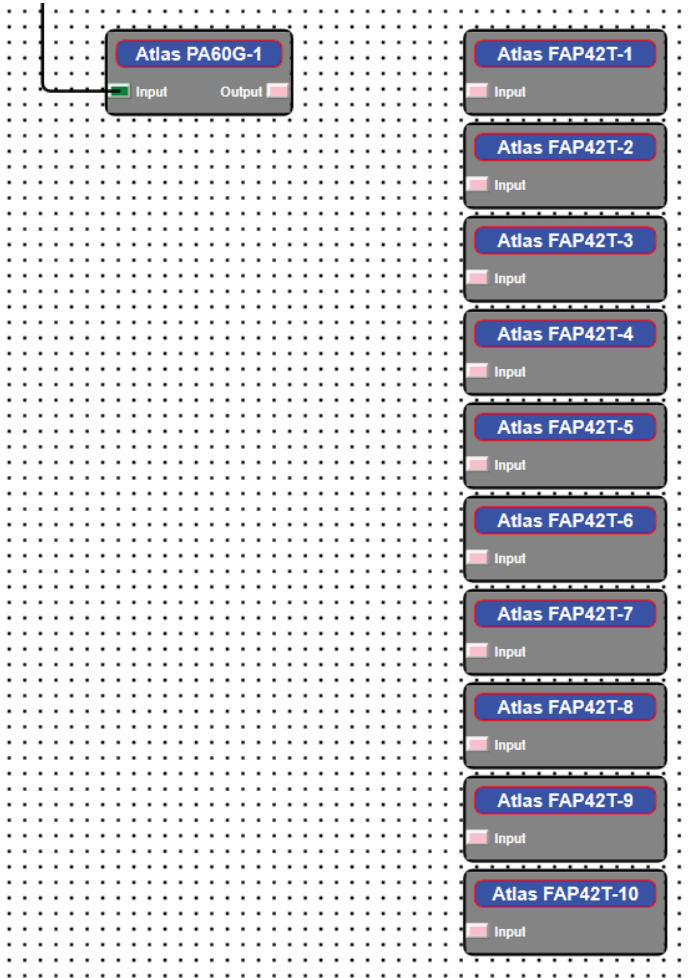 Atlas PA60G-1
Input Output
Atlas FAP42T-1
Input
Atlas FAP42T-2
Input
Atlas FAP42T-3
Input
Atlas FAP42T-4
Input
Atlas FAP42T-5
Input
Atlas FAP42T-6
Input
Atlas FAP42T-7
Input
Atlas FAP42T-8
Input
Atlas FAP42T-9
Input
Atlas FAP42T-10
Input